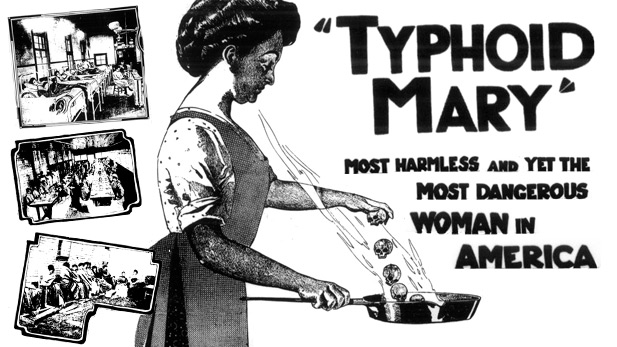 "TYPHOID
MARY"
MOST HARMLESS AND YET THE
MOST DANGEROUS
WOMAN IN
AMERICA